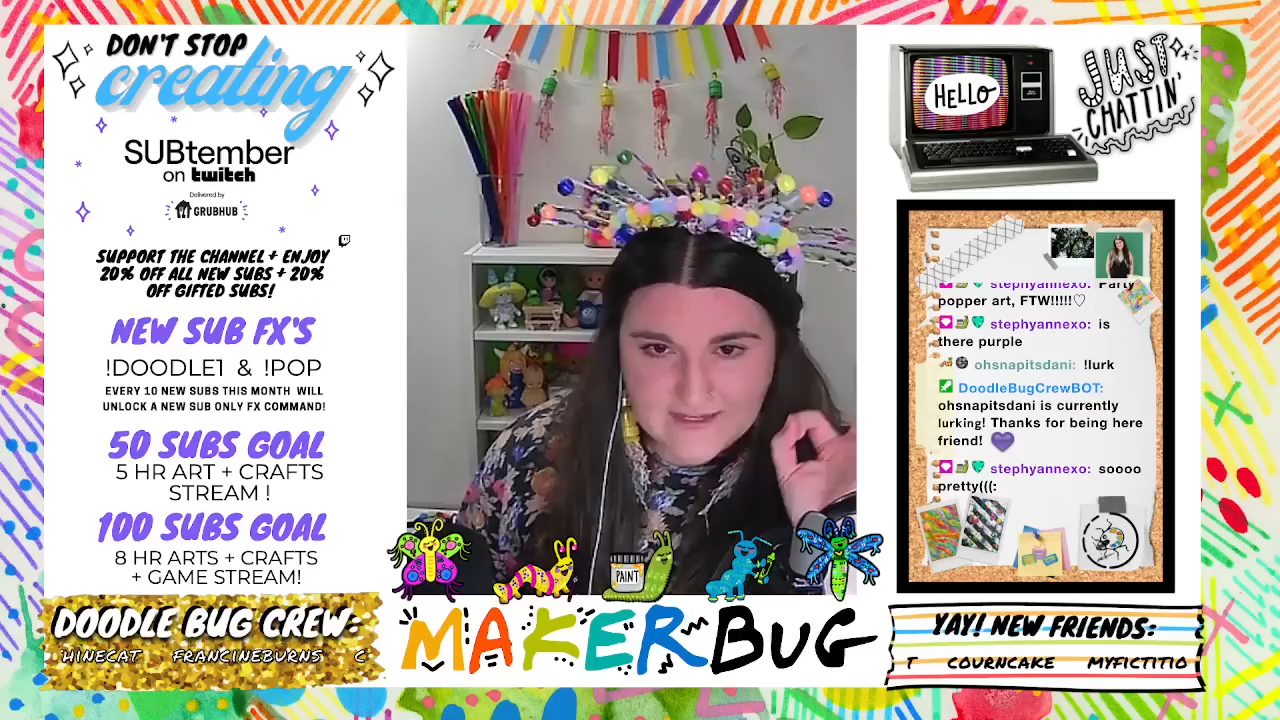 DON'T STOP
creating
SUBtember
on twitch
Delivered by
GRUBHUB
SUPPORT THE CHANNEL + ENJOY
20% OFF ALL NEW SUBS + 20%
OFF GIFTED SUBS!
NEW SUB FX'S
!DOODLE1 & !POP
EVERY 10 NEW SUBS THIS MONTH WILL
UNLOCK A NEW SUB ONLY FX COMMAND!
50 SUBS GOAL
5 HR ART + CRAFTS
STREAM !
100 SUBS GOAL
8 HR ARTS + CRAFTS
+ GAME STREAM!
DOODLE BUG CREW:
HINECAT FRANCINEBURNS C
PAINT
MAKERBUG
HELLO
JUST
CHATTIN'
stephyannexo: Party
popper art, FTW!!!!!♡
stephyannexo: is
there purple
ohsnapitsdani: !lurk
DoodleBugCrewBOT:
ohsnapitsdani is currently
lurking! Thanks for being here
friend! 💜
stephyannexo: soooo
pretty(((:
YAY! NEW FRIENDS:
T COURNCAKE MYFICTITIO